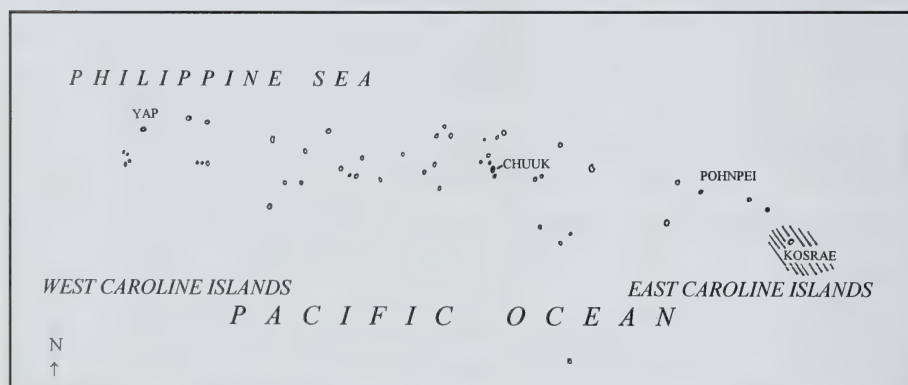 PHILIPPINE SEA
YAP
CHUUK
POHNPEI
KOSRAE
WEST CAROLINE ISLANDS
EAST CAROLINE ISLANDS
PACIFIC OCEAN
N